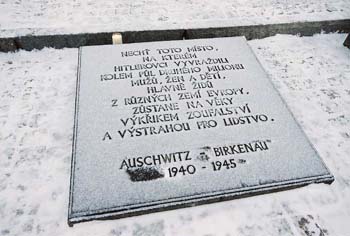 NECHŤ TOTO MÍSTO,
NA KTERÉM
HITLEROVCI VYVRAŽDILI
KOLEM PŮL DRUHÉHO MILIONU
MUŽŮ, ŽEN A DĚTÍ,
HLAVNĚ ŽIDŮ
Z RŮZNÝCH ZEMÍ EVROPY,
ZŮSTANE NA VĚKY
VÝKŘIKEM ZOUFALSTVÍ
A VÝSTRAHOU PRO LIDSTVO.
AUSCHWITZ - BIRKENAU
1940 - 1945